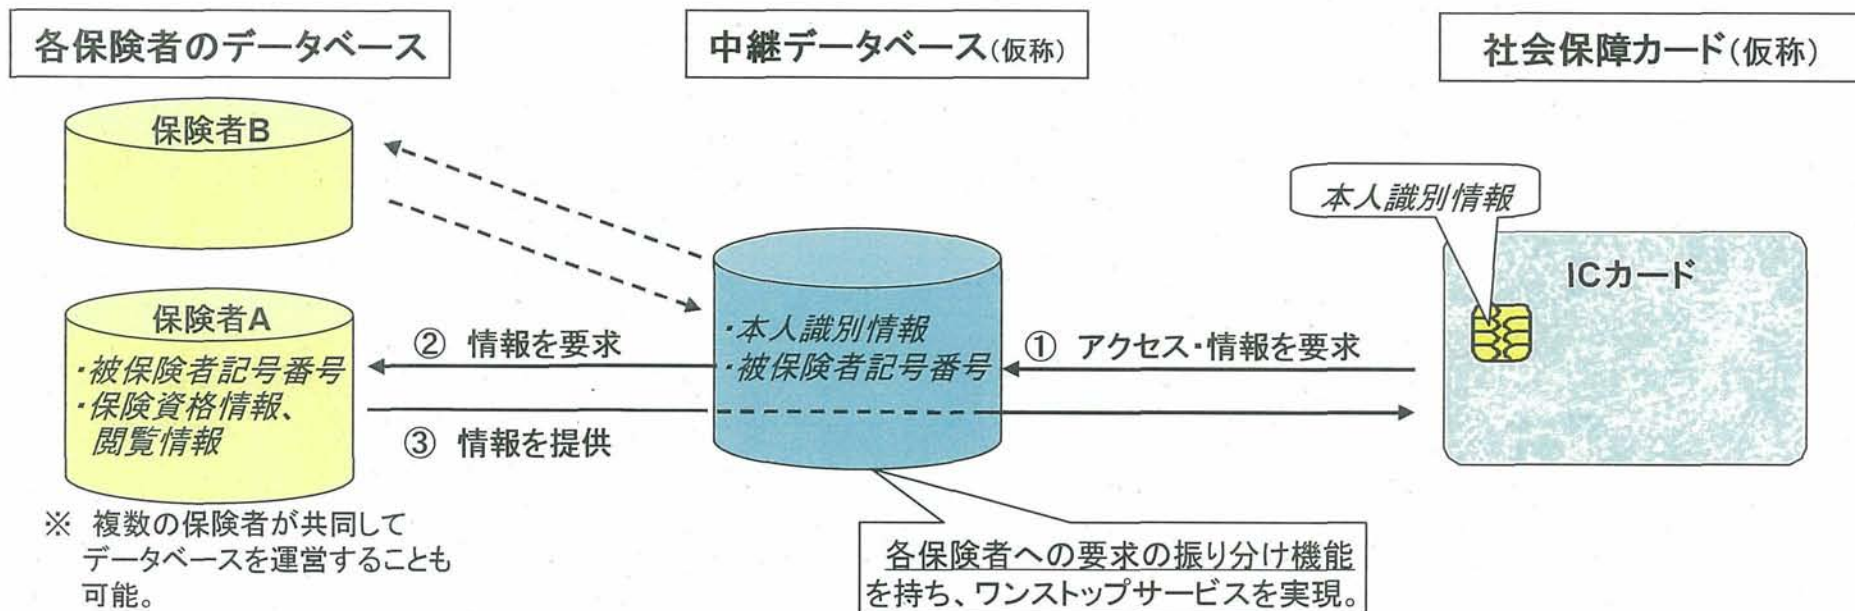 各保険者のデータベース
中継データベース(仮称)
社会保障カード(仮称)
保険者B
本人識別情報
ICカード
保険者A
・被保険者記号番号
・保険資格情報、
閲覧情報
② 情報を要求
③ 情報を提供
・本人識別情報
・被保険者記号番号
① アクセス・情報を要求
※ 複数の保険者が共同して
データベースを運営することも
可能。
各保険者への要求の振り分け機能
を持ち、ワンストップサービスを実現。